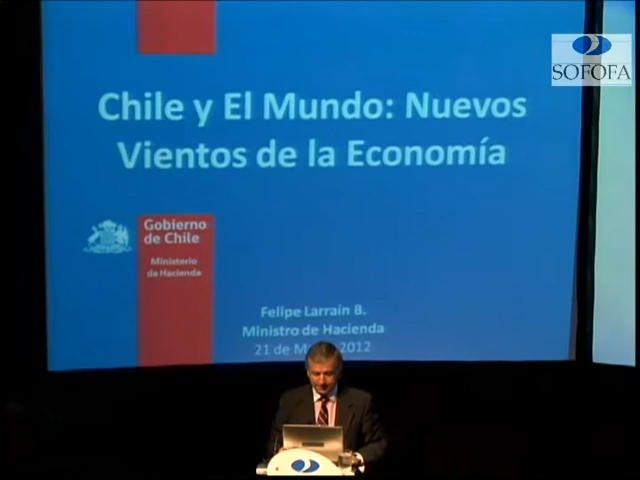 SOFOFA
Chile y El Mundo: Nuevos
Vientos de la Economía
Gobierno
de Chile
Ministerio
de Hacienda
Felipe Larraín B.
Ministro de Hacienda
21 de 2012